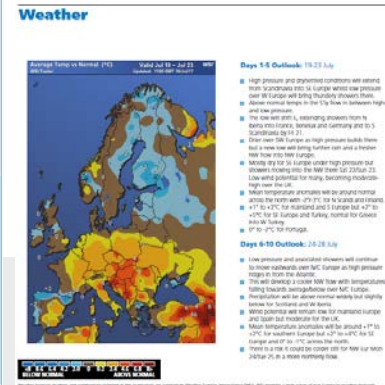 Weather
Average Temp vs Normal (°C)
Valid Jul 19 - Jul 23
Days 1-5 Outlook: 19-23 July
High pressure and dry/settled conditions will extend
from Scandinavia into SE Europe whilst low pressure
over W Europe will bring thundery showers there.
Above normal temps in the S'ly flow in between high
and low pressure.
The low will shift E, extending showers from N
Iberia into France, Benelux and Germany and to S
Scandinavia by Fri 21.
Drier over SW Europe as high pressure builds there
but a new low will bring further rain and a fresher
NW flow into NW Europe.
Mostly dry for SE Europe under high pressure but
showers moving into the NW there Sat 22/Sun 23.
Low wind potential for many, becoming moderate-
high over the UK.
Mean temperature anomalies will be around normal
across the north with
+1° to +3°C for mainland and S Europe but +2° to
+5°C for SE Europe and Turkey, normal for Greece
into W Turkey.
0° to -2°C for Portugal.
Days 6-10 Outlook: 24-28 July
Low pressure and associated showers will continue
to move eastwards over N/C Europe as high pressure
ridges in from the Atlantic.
This will develop a cooler NW flow with temperatures
falling towards average/below over N/C Europe.
Precipitation will be above normal widely but slightly
below for Scotland and W Iberia.
Wind potential will remain low for mainland Europe
and Spain but moderate for the UK.
Mean temperature anomalies will be around +1° to
+3°C for southern Europe but +2° to +4°C for SE
Europe and 0° to -1°C across the north.
There is a risk it could be cooler still for NW Eur Mon
24/Tue 25 in a more northerly flow.
BELOW NORMAL
ABOVE NORMAL